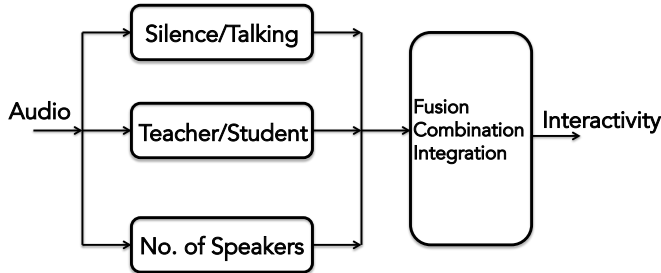 Silence/Talking
Audio
Teacher/Student
Fusion
Combination
Integration
Interactivity
No. of Speakers